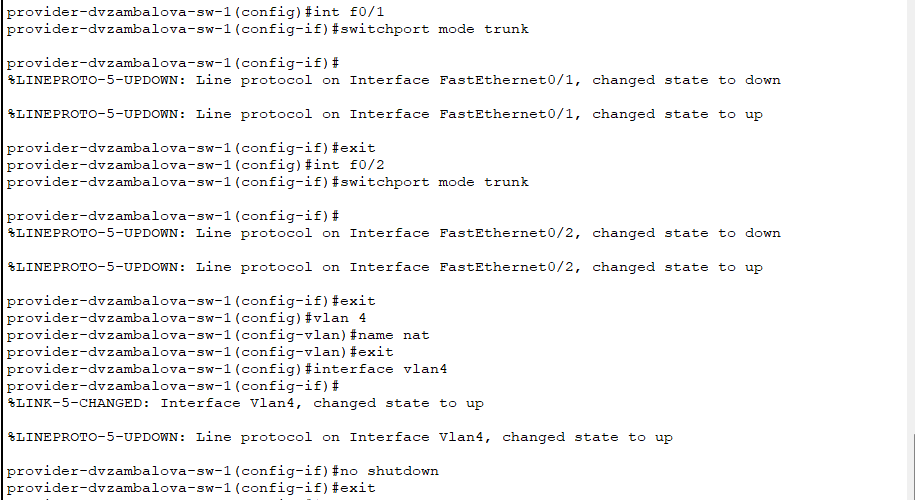 provider-dvzambalova-sw-1(config)#int f0/1
provider-dvzambalova-sw-1(config-if)#switchport mode trunk
provider-dvzambalova-sw-1(config-if)#
%LINEPROTO-5-UPDOWN: Line protocol on Interface FastEthernet0/1, changed state to down
%LINEPROTO-5-UPDOWN: Line protocol on Interface FastEthernet0/1, changed state to up
provider-dvzambalova-sw-1(config-if)#exit
provider-dvzambalova-sw-1(config)#int f0/2
provider-dvzambalova-sw-1(config-if)#switchport mode trunk
provider-dvzambalova-sw-1(config-if)#
%LINEPROTO-5-UPDOWN: Line protocol on Interface FastEthernet0/2, changed state to down
%LINEPROTO-5-UPDOWN: Line protocol on Interface FastEthernet0/2, changed state to up
provider-dvzambalova-sw-1(config-if)#exit
provider-dvzambalova-sw-1(config)#vlan 4
provider-dvzambalova-sw-1(config-vlan)#name nat
provider-dvzambalova-sw-1(config-vlan)#exit
provider-dvzambalova-sw-1(config)#interface vlan4
provider-dvzambalova-sw-1(config-if)#
%LINK-5-CHANGED: Interface Vlan4, changed state to up
%LINEPROTO-5-UPDOWN: Line protocol on Interface Vlan4, changed state to up
provider-dvzambalova-sw-1(config-if)#no shutdown
provider-dvzambalova-sw-1(config-if)#exit